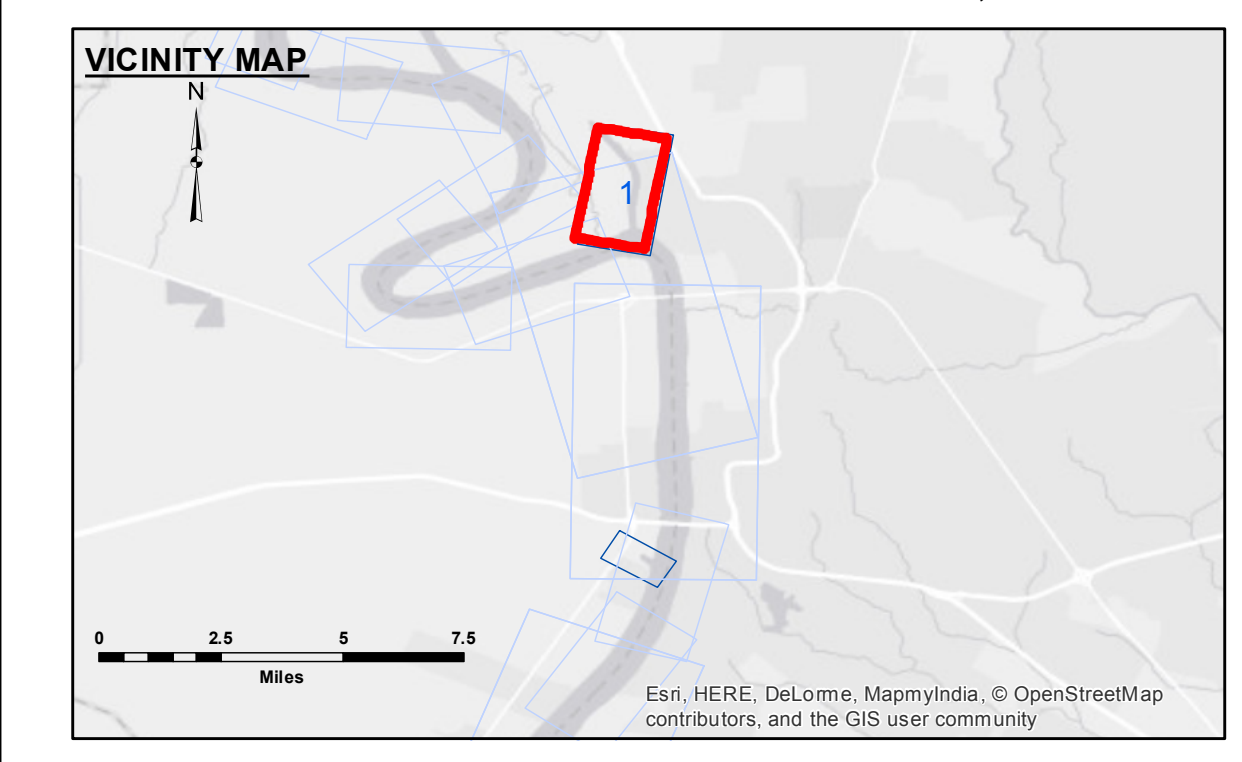 VICINITY MAP
N
1
0 2.5 5 7.5
Miles
Esri, HERE, DeLorme, MapmyIndia, © OpenStreetMap
contributors, and the GIS user community